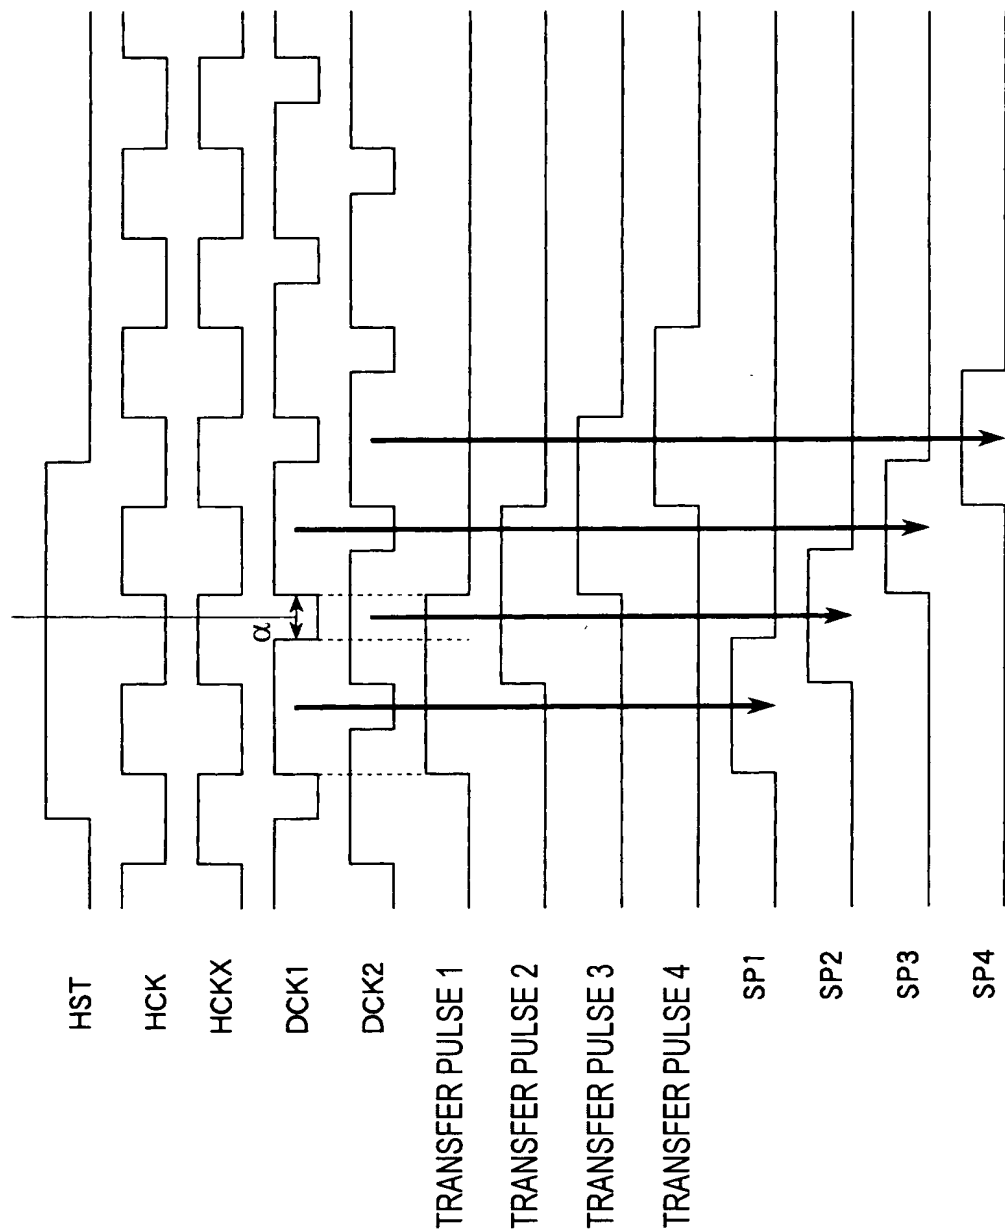 HST
HCK
HCKX
DCK1
α
DCK2
TRANSFER PULSE 1
TRANSFER PULSE 2
TRANSFER PULSE 3
TRANSFER PULSE 4
SP1
SP2
SP3
SP4